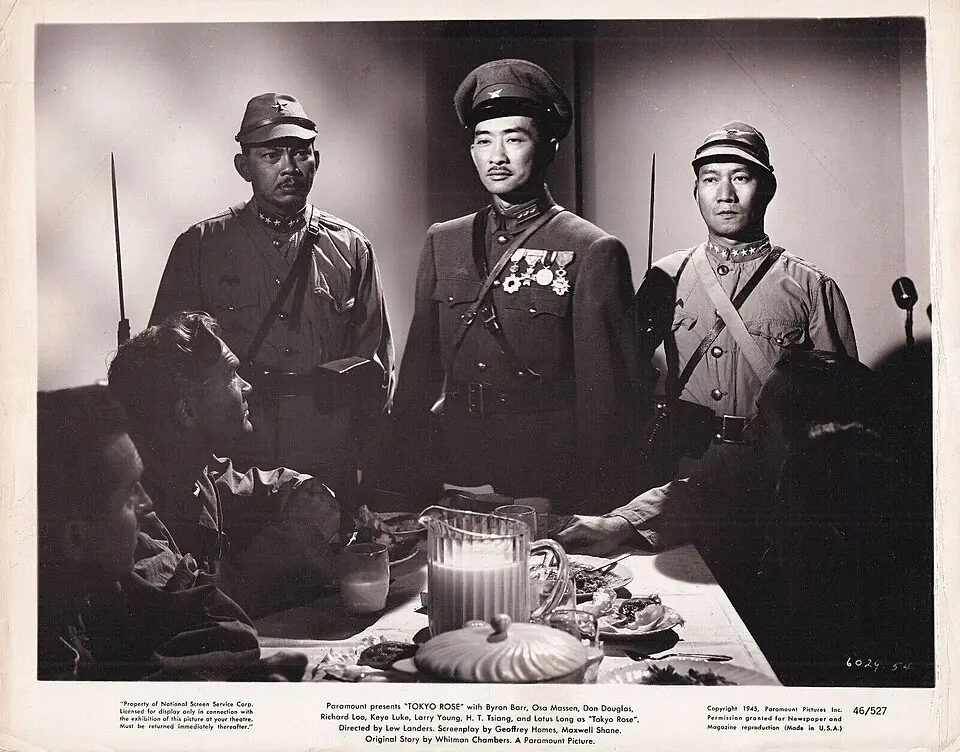 6024-54
"Property of National Screen Service Corp.
Licensed for display only in connection with
the exhibition of this picture at your theatre.
Must be returned immediately thereafter."
Paramount presents "TOKYO ROSE" with Byron Barr, Osa Massen, Don Douglas,
Richard Loo, Keye Luke, Larry Young, H. T. Tsiang, and Lotus Long as "Tokyo Rose".
Directed by Lew Landers. Screenplay by Geoffrey Homes, Maxwell Shane.
Original Story by Whitman Chambers. A Paramount Picture.
Copyright 1945, Paramount Pictures Inc.
Permission granted for Newspaper and
Magazine reproduction (Made in U.S.A.)
46/527